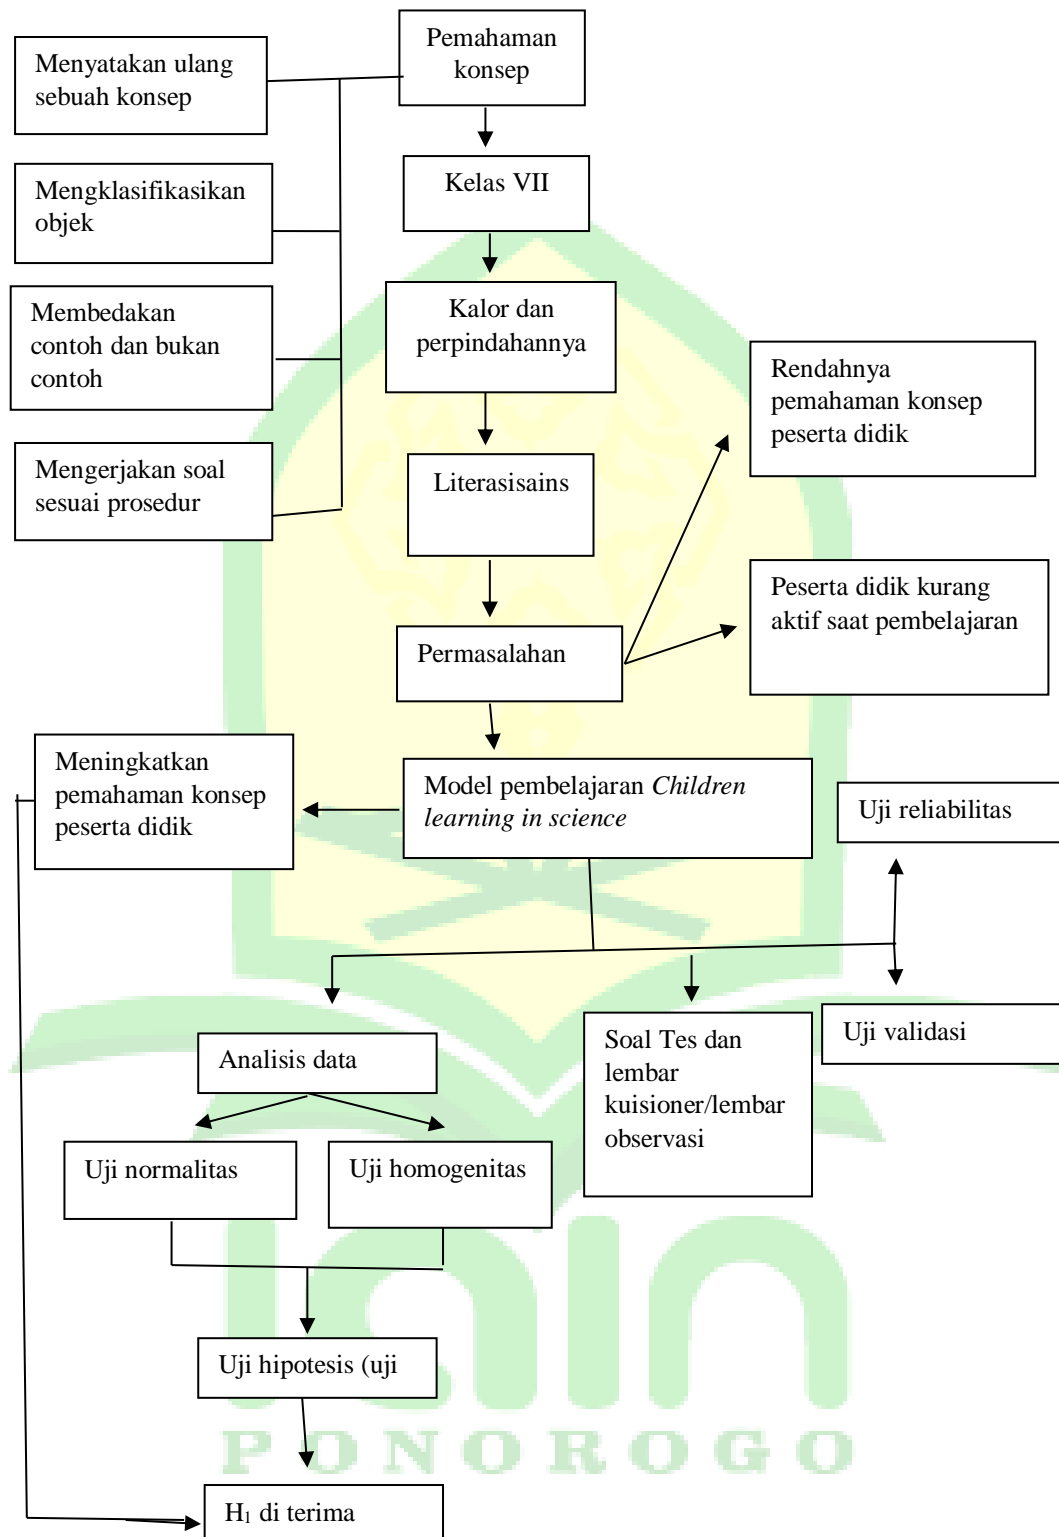 Pemahaman
konsep
Menyatakan ulang
sebuah konsep
Kelas VII
Mengklasifikasikan
objek
Kalor dan
perpindahannya
Membedakan
contoh dan bukan
contoh
Rendahnya
pemahaman konsep
peserta didik
Mengerjakan soal
sesuai prosedur
Literasisains
Peserta didik kurang
aktif saat pembelajaran
Permasalahan
Meningkatkan
pemahaman konsep
peserta didik
Model pembelajaran Children
learning in science
Uji reliabilitas
Uji validasi
Soal Tes dan
lembar
kuisioner/lembar
observasi
Analisis data
Uji normalitas
Uji homogenitas
Uji hipotesis (uji
H₁ di terima
iain
PONOROGO